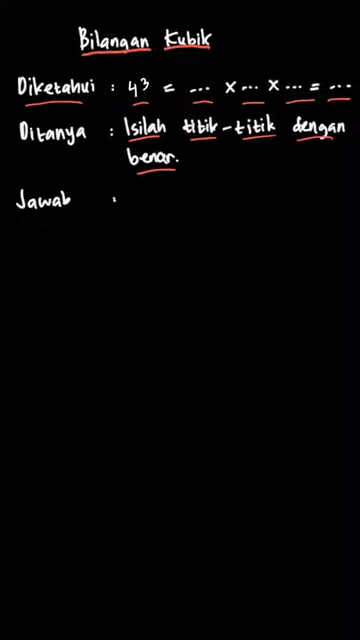 Bilangan Kubik
Diketahui : 4³ = ... × ... × ... = ...
Ditanya : Isilah titik-titik dengan
benar.
Jawab :